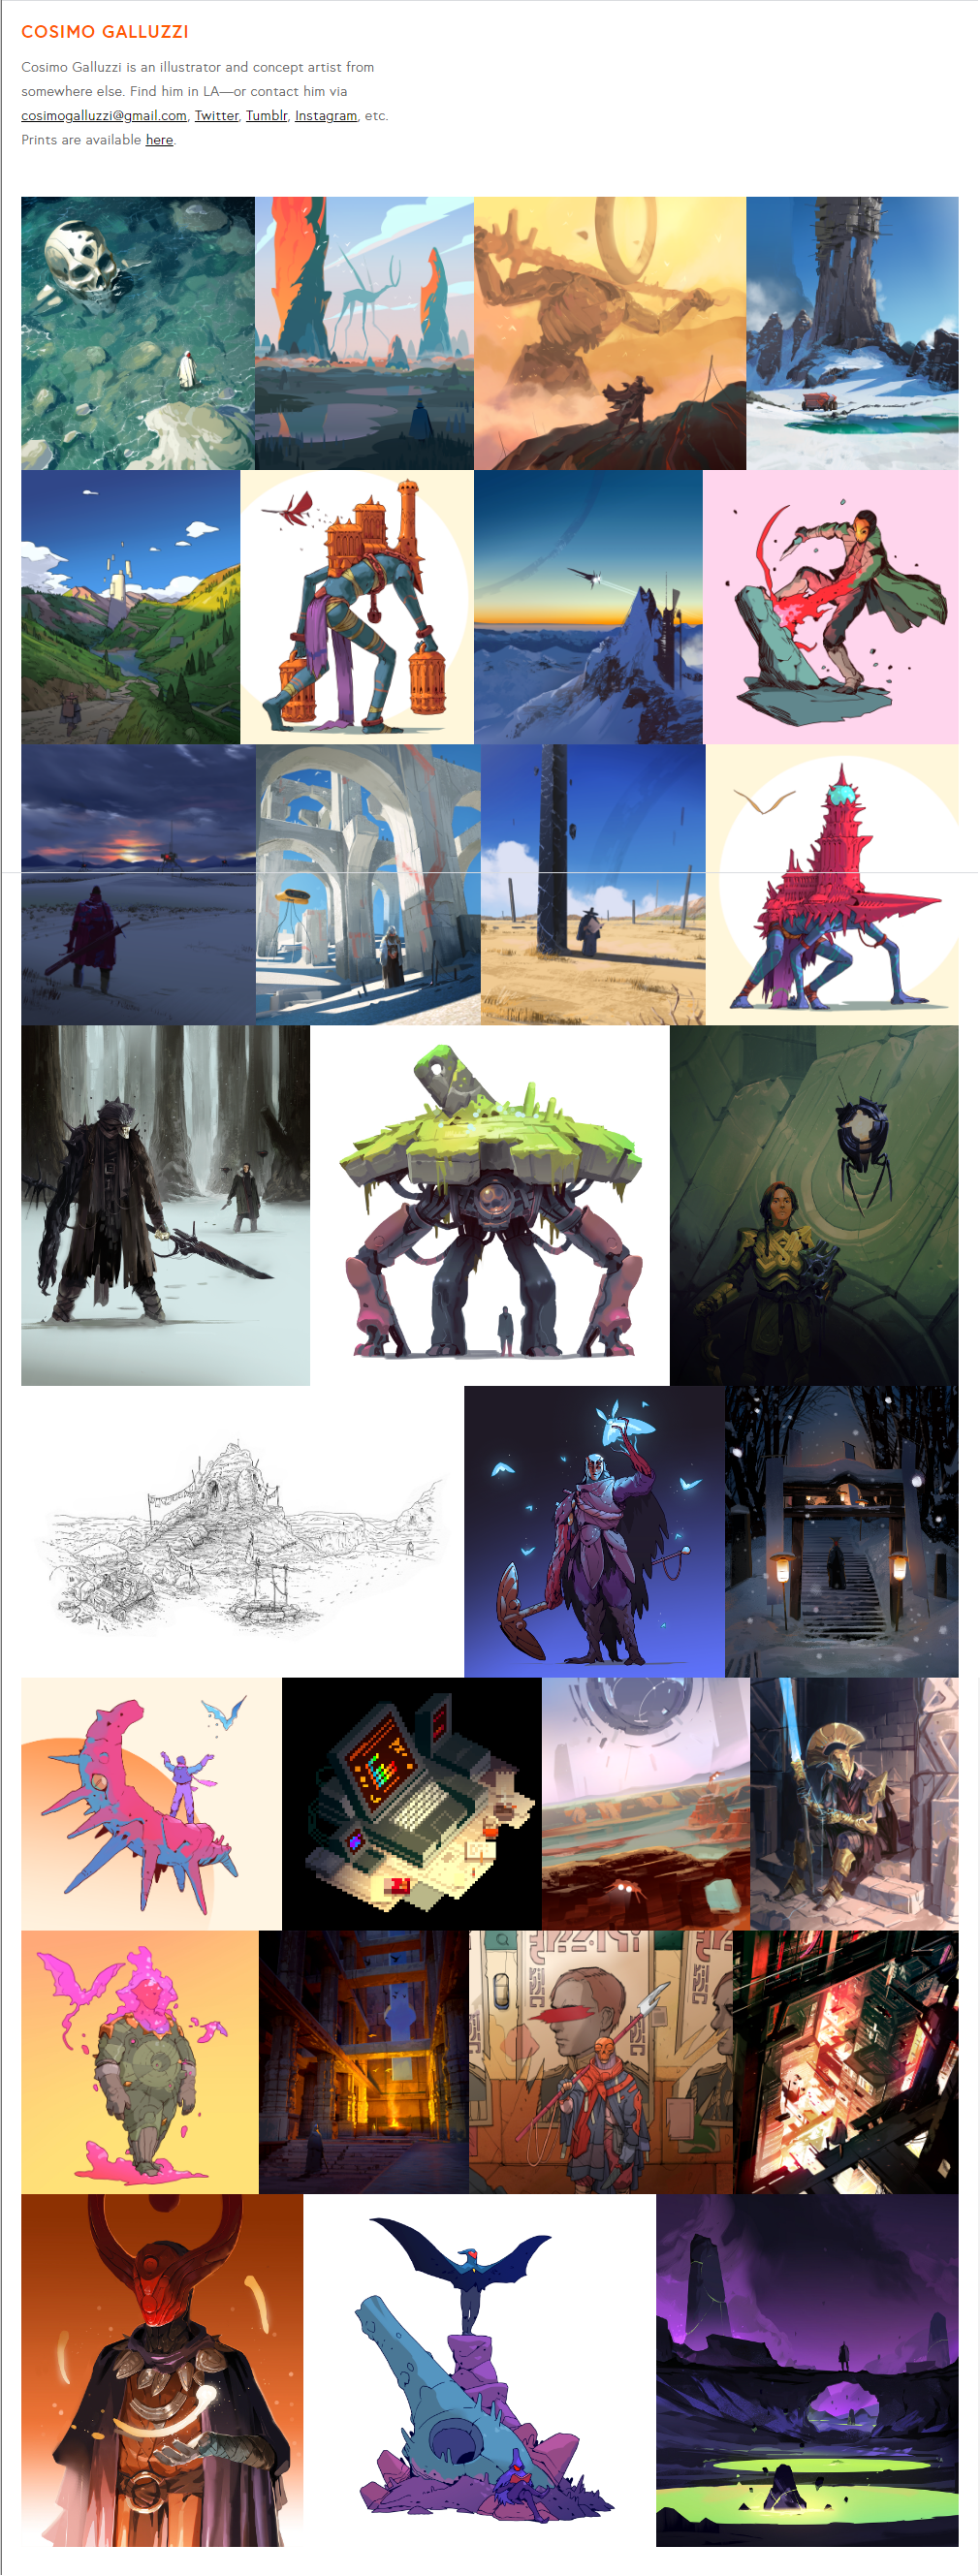 COSIMO GALLUZZI
Cosimo Galluzzi is an illustrator and concept artist from
somewhere else. Find him in LA—or contact him via
cosimogalluzzi@gmail.com, Twitter, Tumblr, Instagram, etc.
Prints are available here.